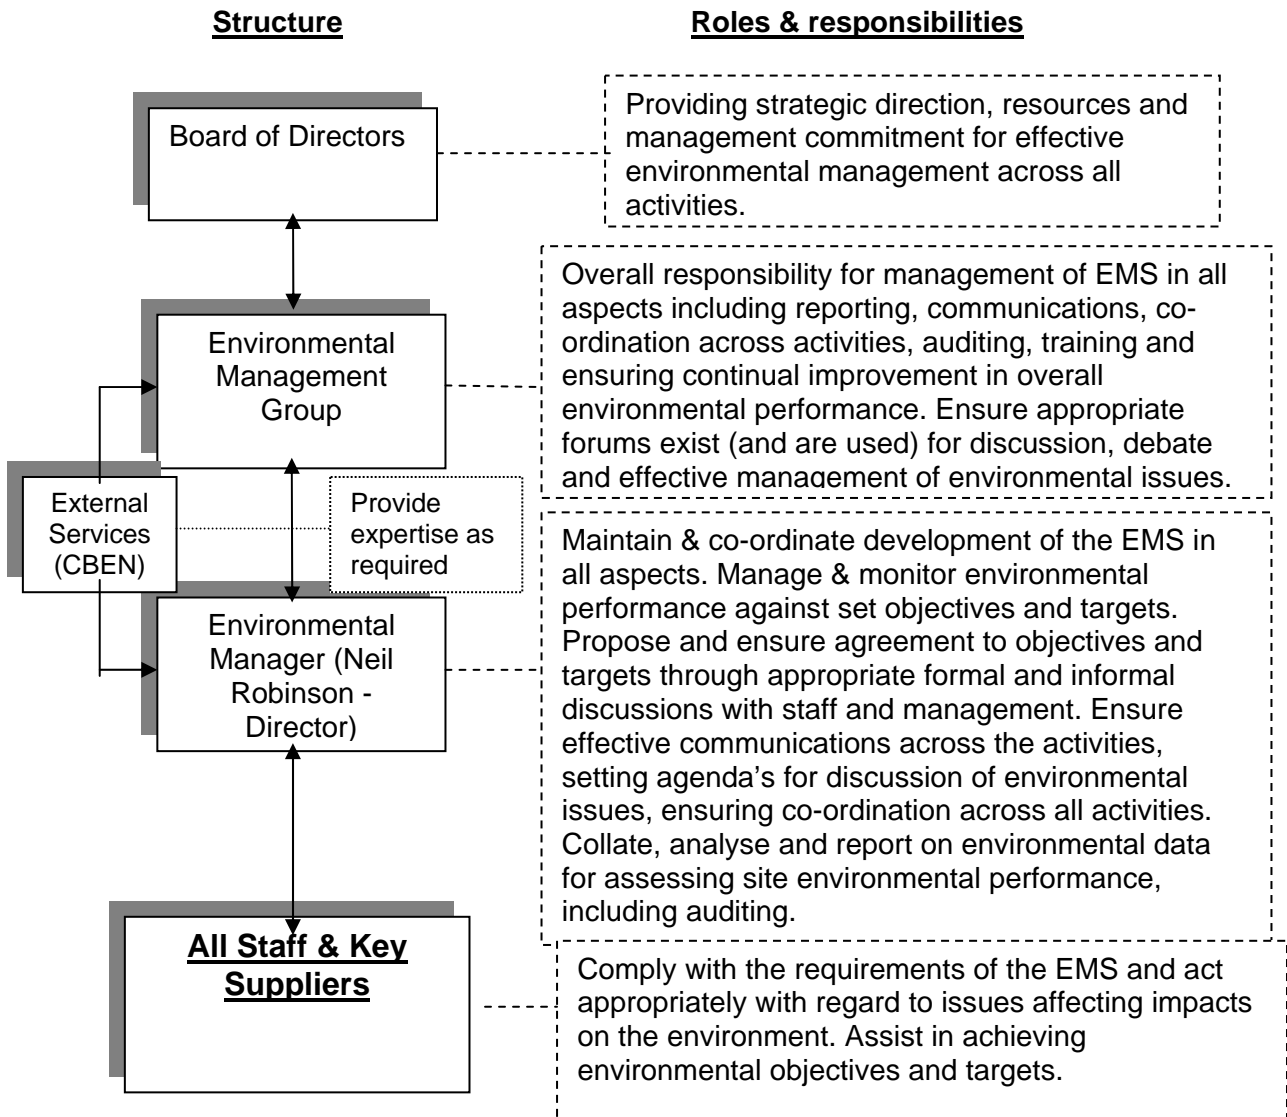 Structure
Roles & responsibilities
Board of Directors
Providing strategic direction, resources and
management commitment for effective
environmental management across all
activities.
Environmental
Management
Group
Overall responsibility for management of EMS in all
aspects including reporting, communications, co-
ordination across activities, auditing, training and
ensuring continual improvement in overall
environmental performance. Ensure appropriate
forums exist (and are used) for discussion, debate
and effective management of environmental issues.
External
Services
(CBEN)
Provide
expertise as
required
Environmental
Manager (Neil
Robinson -
Director)
Maintain & co-ordinate development of the EMS in
all aspects. Manage & monitor environmental
performance against set objectives and targets.
Propose and ensure agreement to objectives and
targets through appropriate formal and informal
discussions with staff and management. Ensure
effective communications across the activities,
setting agenda’s for discussion of environmental
issues, ensuring co-ordination across all activities.
Collate, analyse and report on environmental data
for assessing site environmental performance,
including auditing.
All Staff & Key
Suppliers
Comply with the requirements of the EMS and act
appropriately with regard to issues affecting impacts
on the environment. Assist in achieving
environmental objectives and targets.